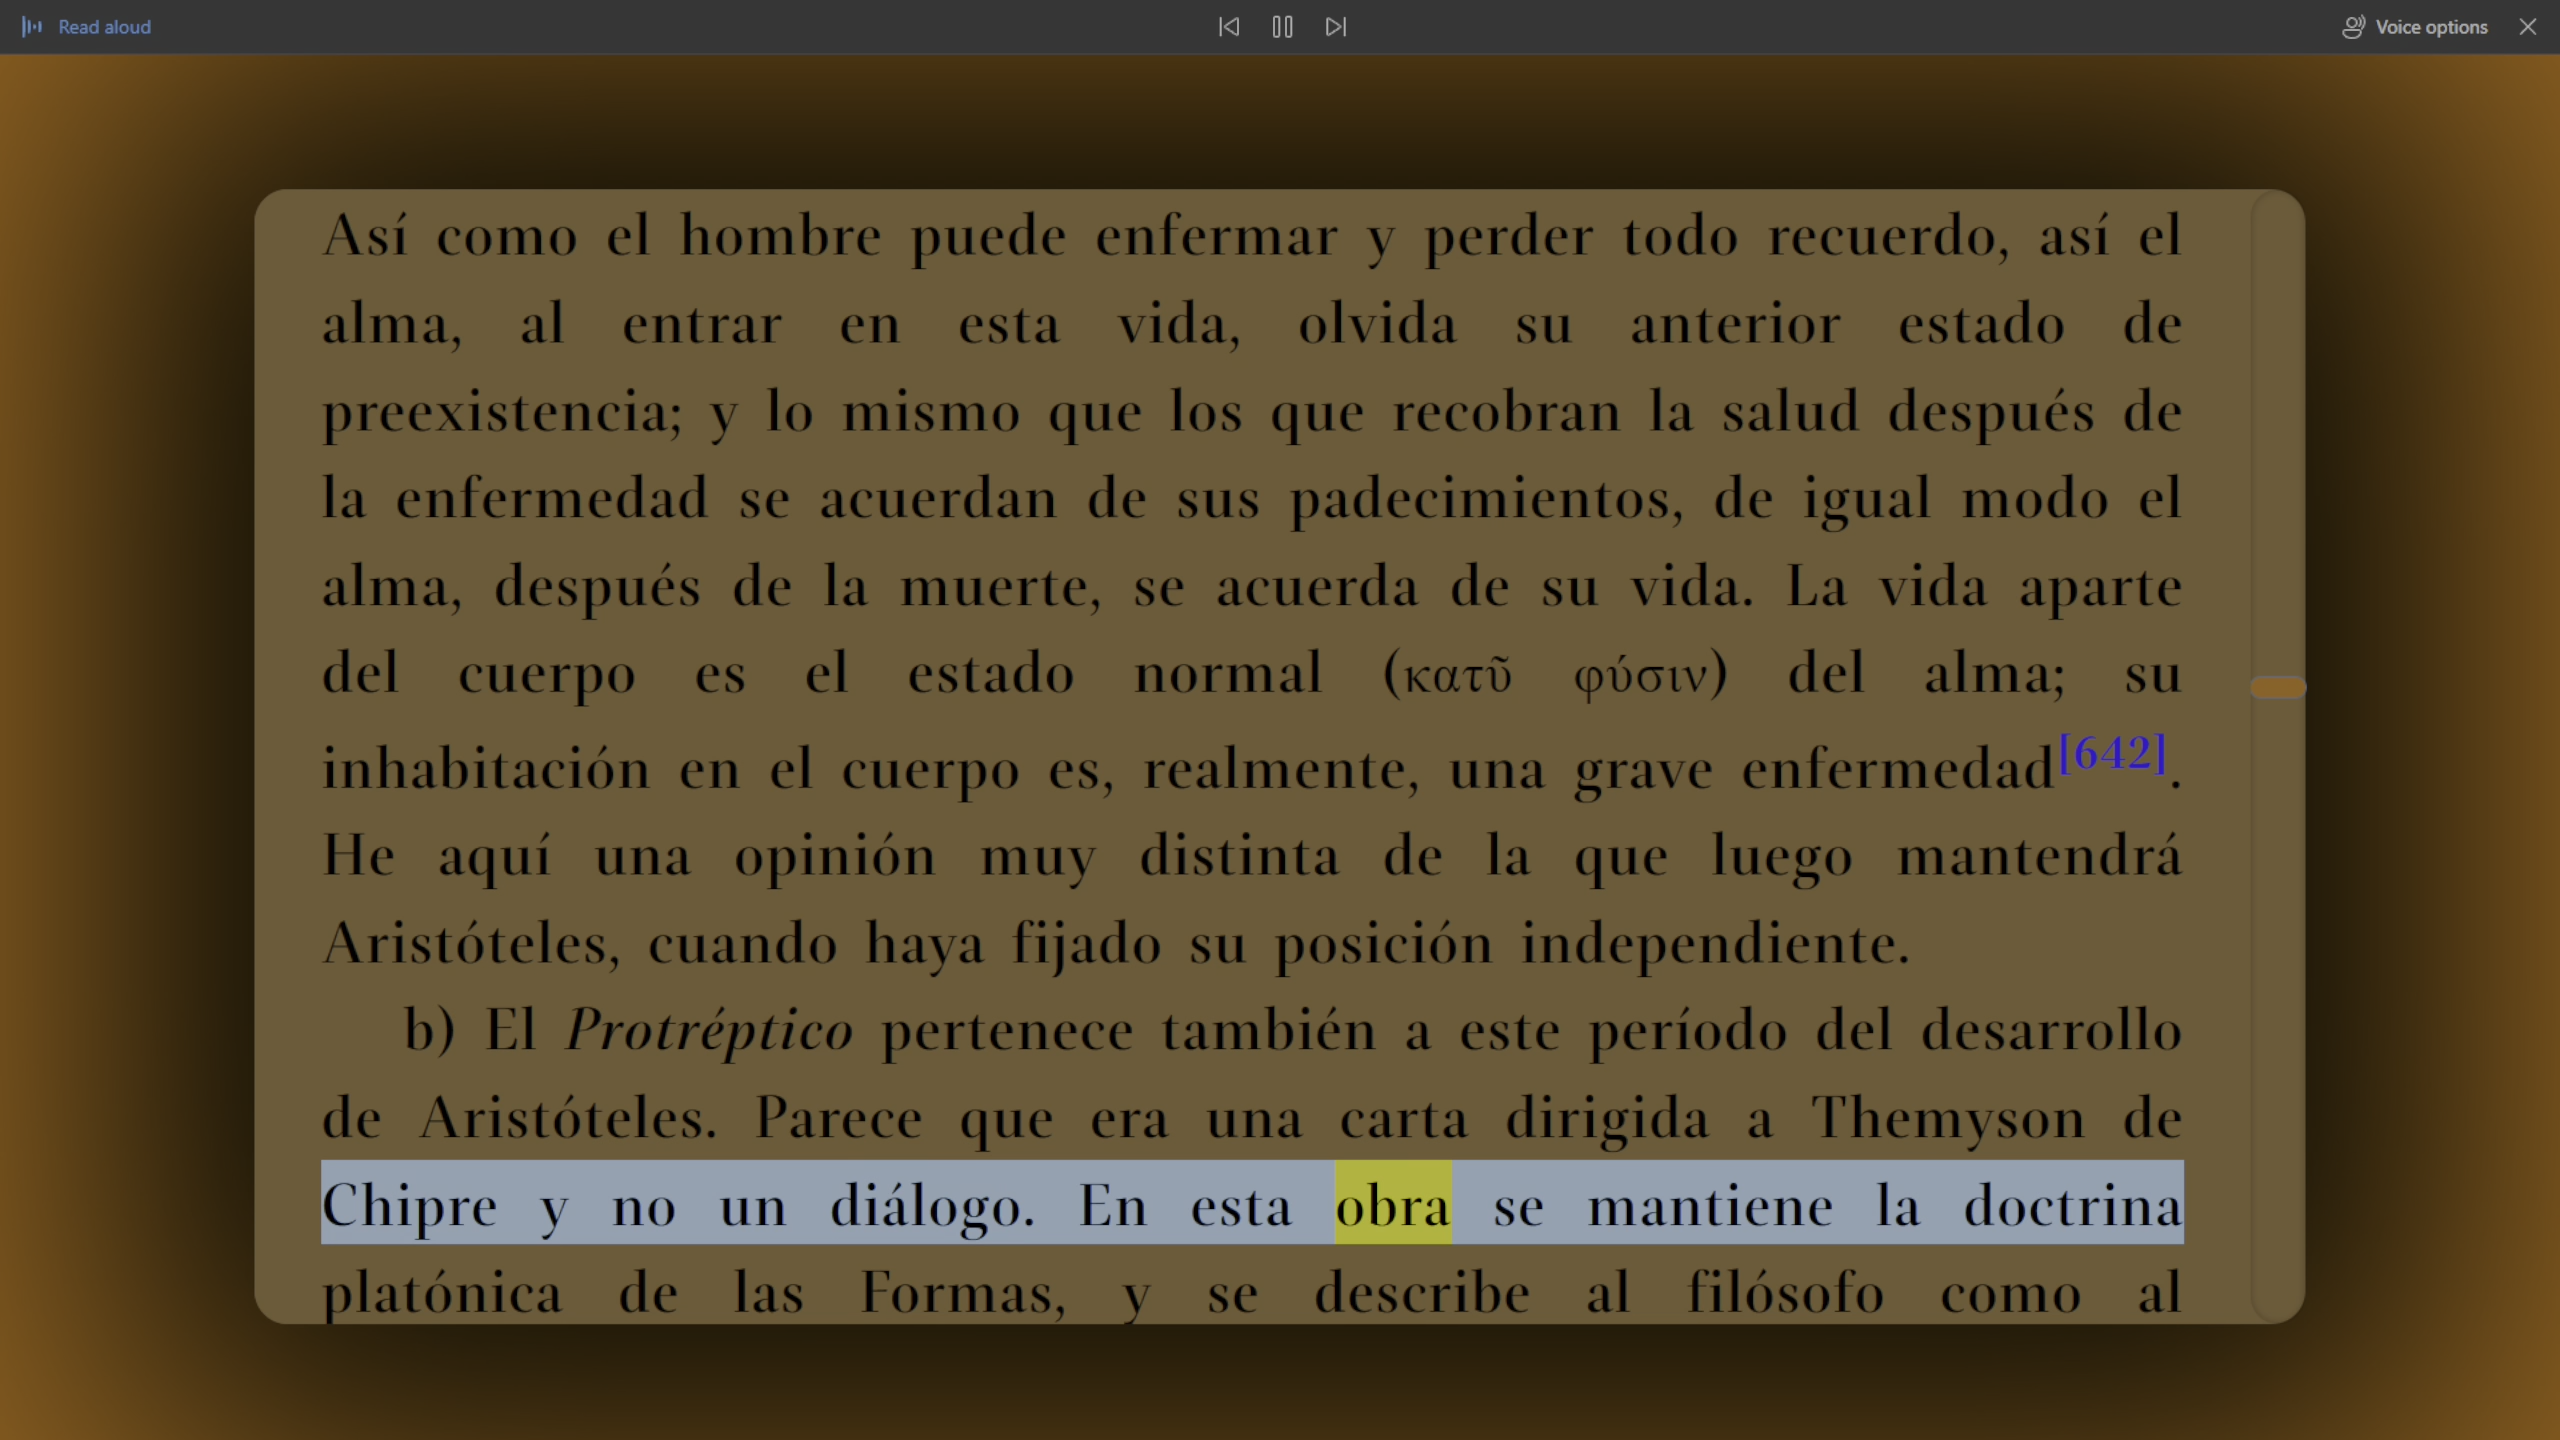 Read aloud
Voice options
Así como el hombre puede enfermar y perder todo recuerdo, así el
alma, al entrar en esta vida, olvida su anterior estado de
preexistencia; y lo mismo que los que recobran la salud después de
la enfermedad se acuerdan de sus padecimientos, de igual modo el
alma, después de la muerte, se acuerda de su vida. La vida aparte
del cuerpo es el estado normal (κατῦ φύσιν) del alma; su
inhabitación en el cuerpo es, realmente, una grave enfermedad[642].
He aquí una opinión muy distinta de la que luego mantendrá
Aristóteles, cuando haya fijado su posición independiente.
b) El Protréptico pertenece también a este período del desarrollo
de Aristóteles. Parece que era una carta dirigida a Themyson de
Chipre y no un diálogo. En esta obra se mantiene la doctrina
platónica de las Formas, y se describe al filósofo como al